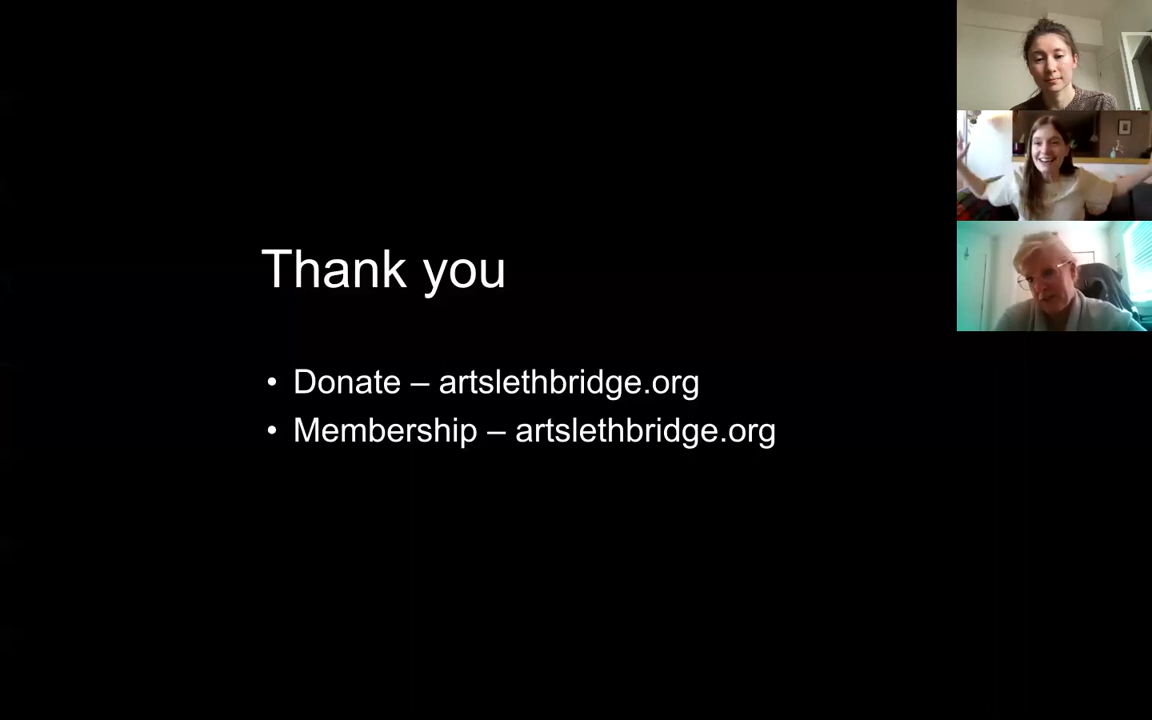 Thank you
• Donate – artslethbridge.org
• Membership – artslethbridge.org